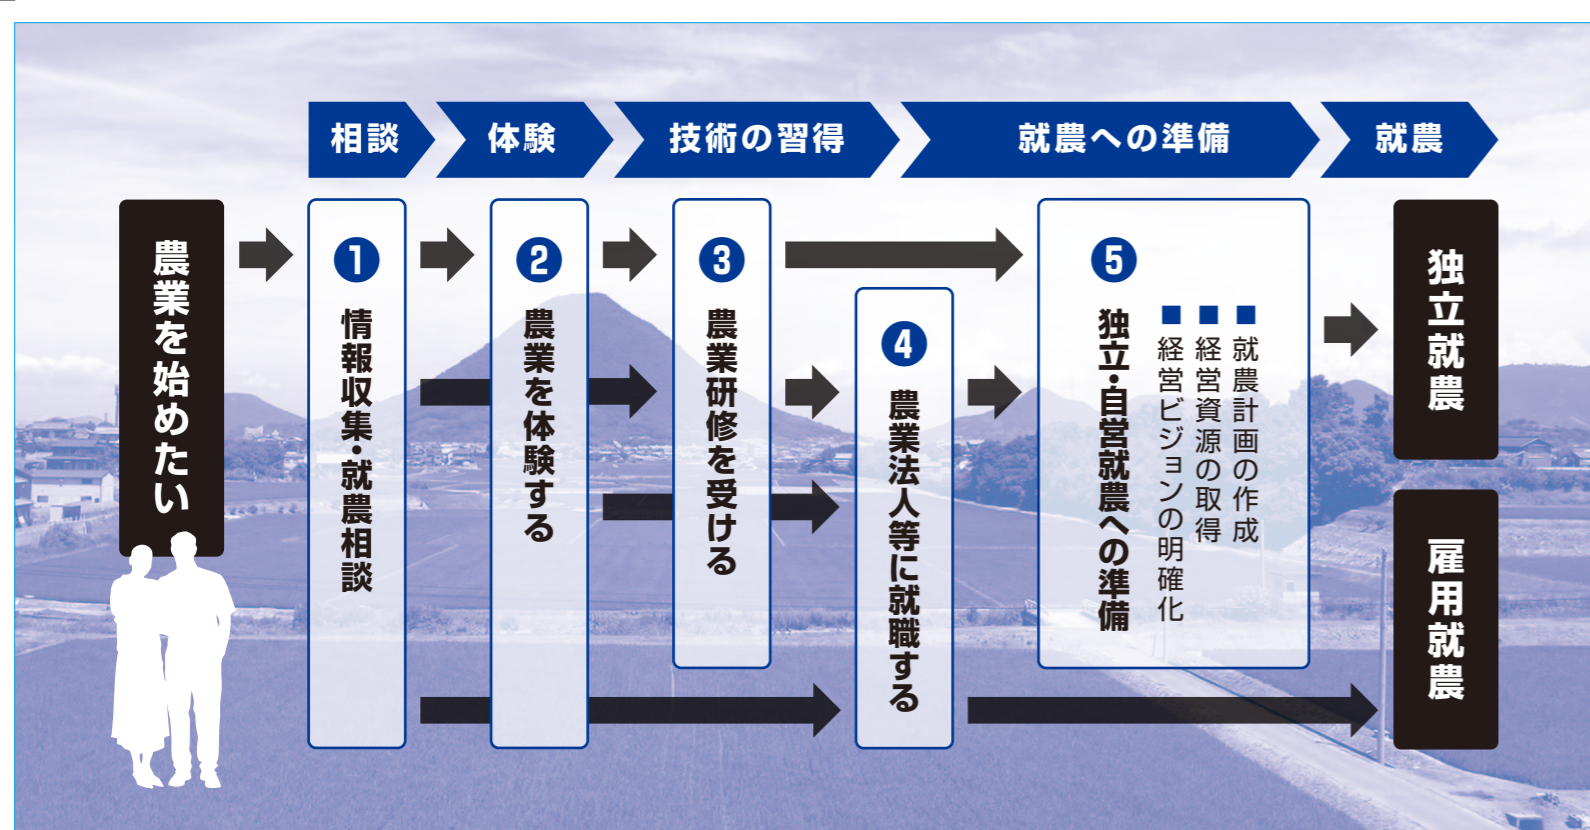 相談
体験
技術の習得
就農への準備
就農
農業を始めたい
1
情報収集・就農相談
2
農業を体験する
3
農業研修を受ける
4
農業法人等に就職する
5
独立・自営就農への準備
■経営ビジョンの明確化
■経営資源の取得
■就農計画の作成
独立就農
雇用就農